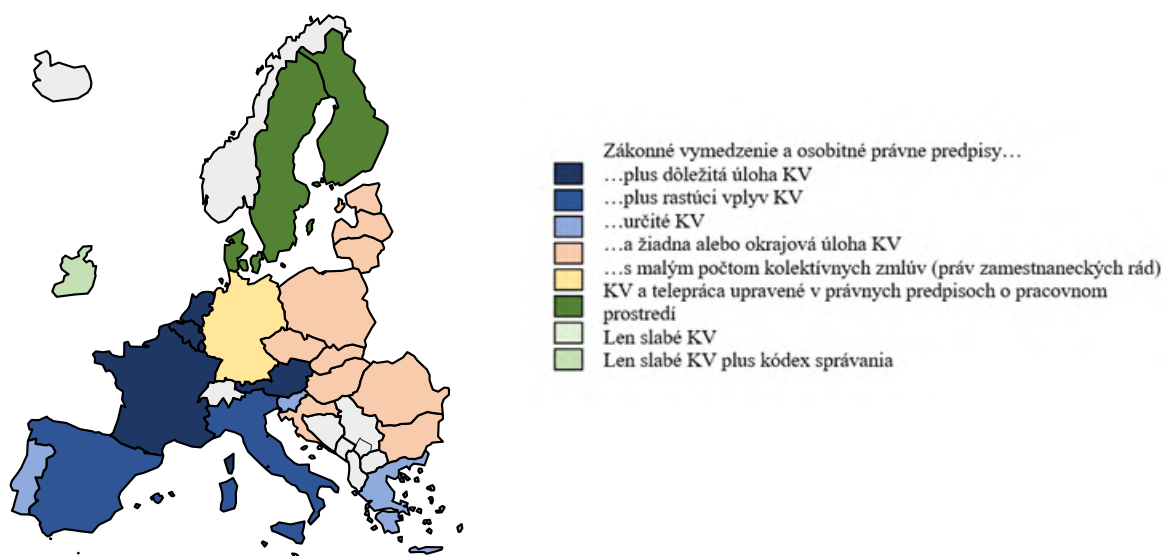 Zákonné vymedzenie a osobitné právne predpisy…
…plus dôležitá úloha KV
…plus rastúci vplyv KV
…určité KV
…a žiadna alebo okrajová úloha KV
…s malým počtom kolektívnych zmlúv (práv zamestnaneckých rád)
KV a telepráca upravené v právnych predpisoch o pracovnom
prostredí
Len slabé KV
Len slabé KV plus kódex správania